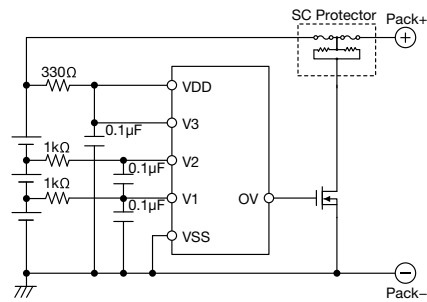 SC Protector
Pack+
330Ω
VDD
V3
0.1µF
1kΩ
V2
0.1µF
1kΩ
V1
OV
0.1µF
VSS
Pack−